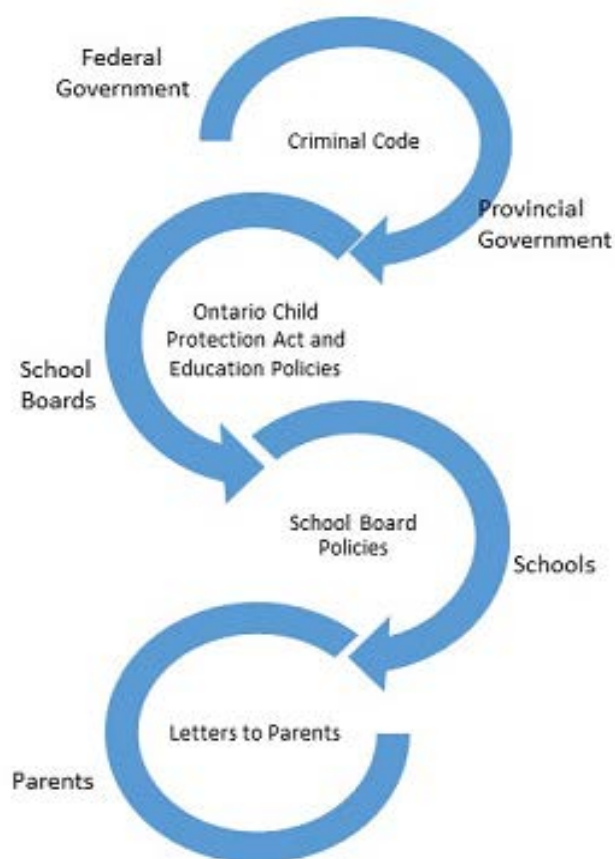 Federal
Government
Criminal Code
Provincial
Government
Ontario Child
Protection Act and
Education Policies
School
Boards
School Board
Policies
Schools
Letters to Parents
Parents